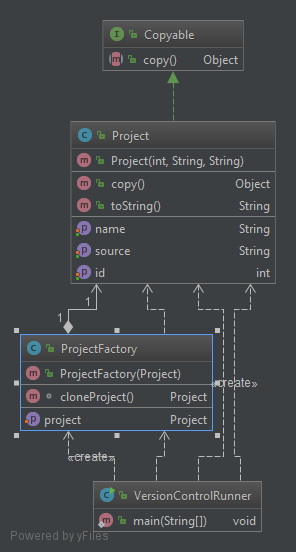 Copyable
copy() Object
Project
Project(int, String, String)
copy() Object
toString() String
name String
source String
id int
1
1
ProjectFactory
ProjectFactory(Project)
«create»
cloneProject() Project
project Project
«create»
VersionControlRunner
main(String[]) void
Powered by yFiles